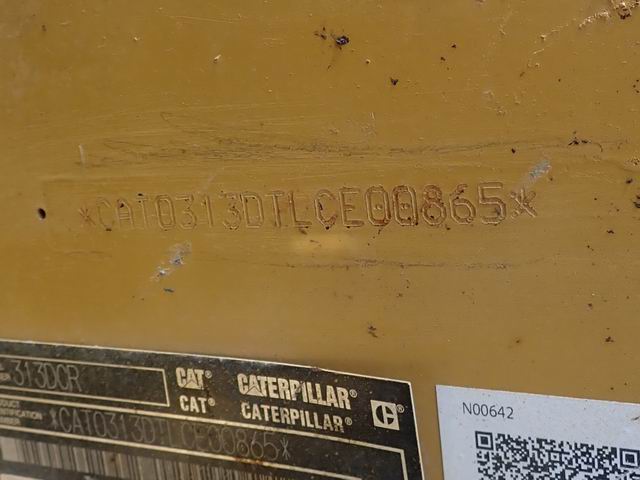 *CAT0313DTLCE00865*
313DCR
CAT® CATERPILLAR®
CAT® CATERPILLAR®
*CAT0313DTLCE00865*
N00642